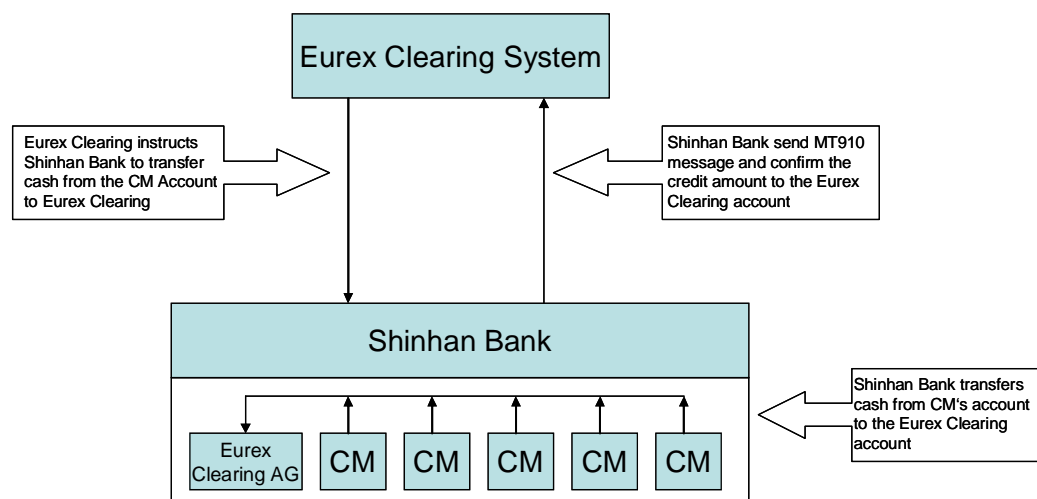 Eurex Clearing System
Eurex Clearing instructs
Shinhan Bank to transfer
cash from the CM Account
to Eurex Clearing
Shinhan Bank send MT910
message and confirm the
credit amount to the Eurex
Clearing account
Shinhan Bank
Shinhan Bank transfers
cash from CM‘s account
to the Eurex Clearing
account
Eurex
Clearing AG
CM
CM
CM
CM
CM